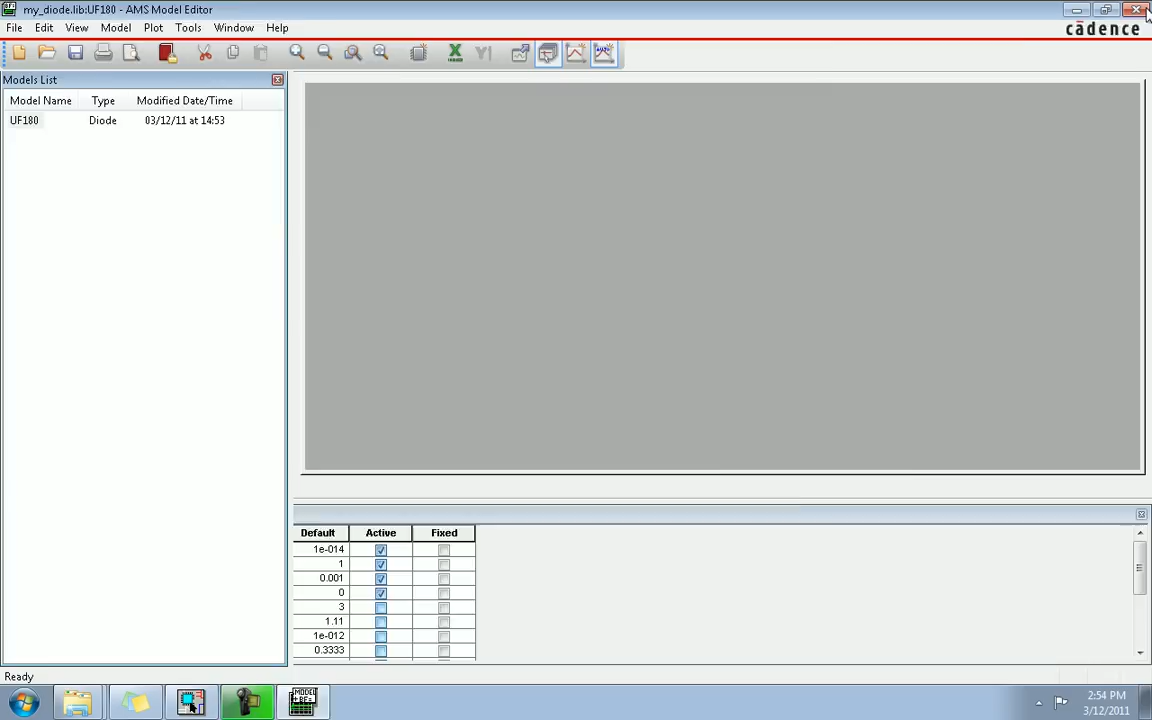 my_diode.lib:UF180 - AMS Model Editor
File Edit View Model Plot Tools Window Help
cādence
Models List
Model Name Type Modified Date/Time
UF180 Diode 03/12/11 at 14:53
Default Active Fixed
1e-014
1
0.001
0
3
1.11
1e-012
0.3333
Ready
2:54 PM
3/12/2011